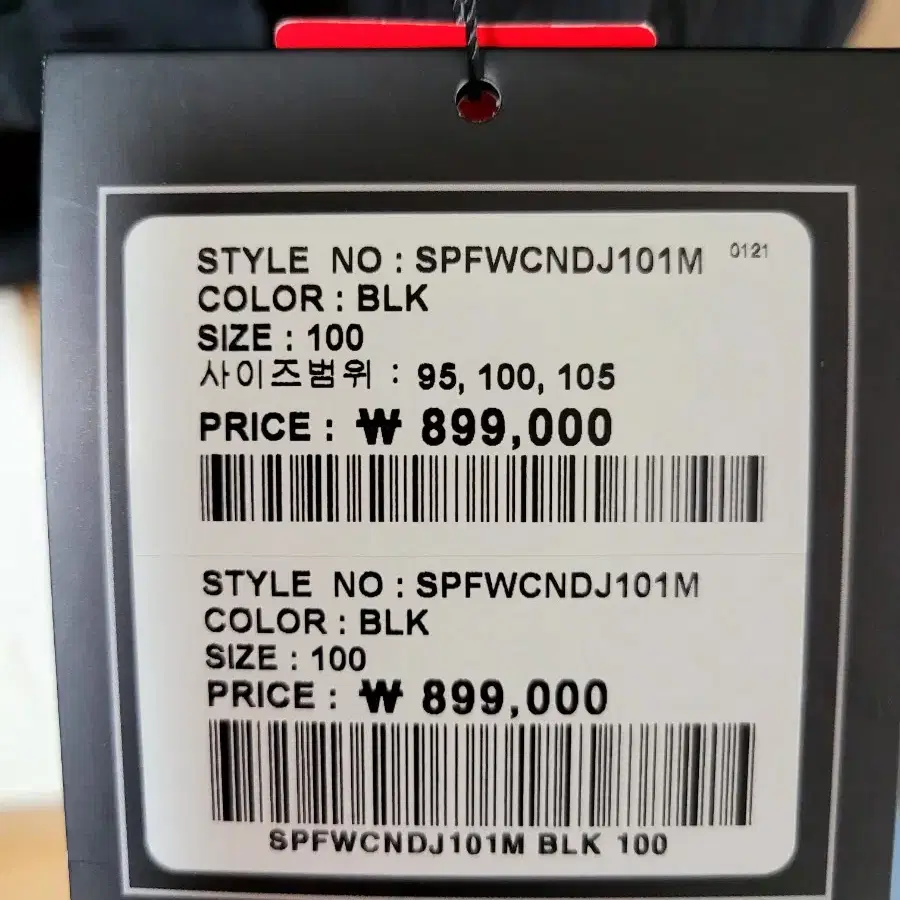 STYLE NO : SPFWCNDJ101M 0121
COLOR : BLK
SIZE : 100
사이즈범위 : 95, 100, 105
PRICE : ₩ 899,000
STYLE NO : SPFWCNDJ101M
COLOR : BLK
SIZE : 100
PRICE : ₩ 899,000
SPFWCNDJ101M BLK 100